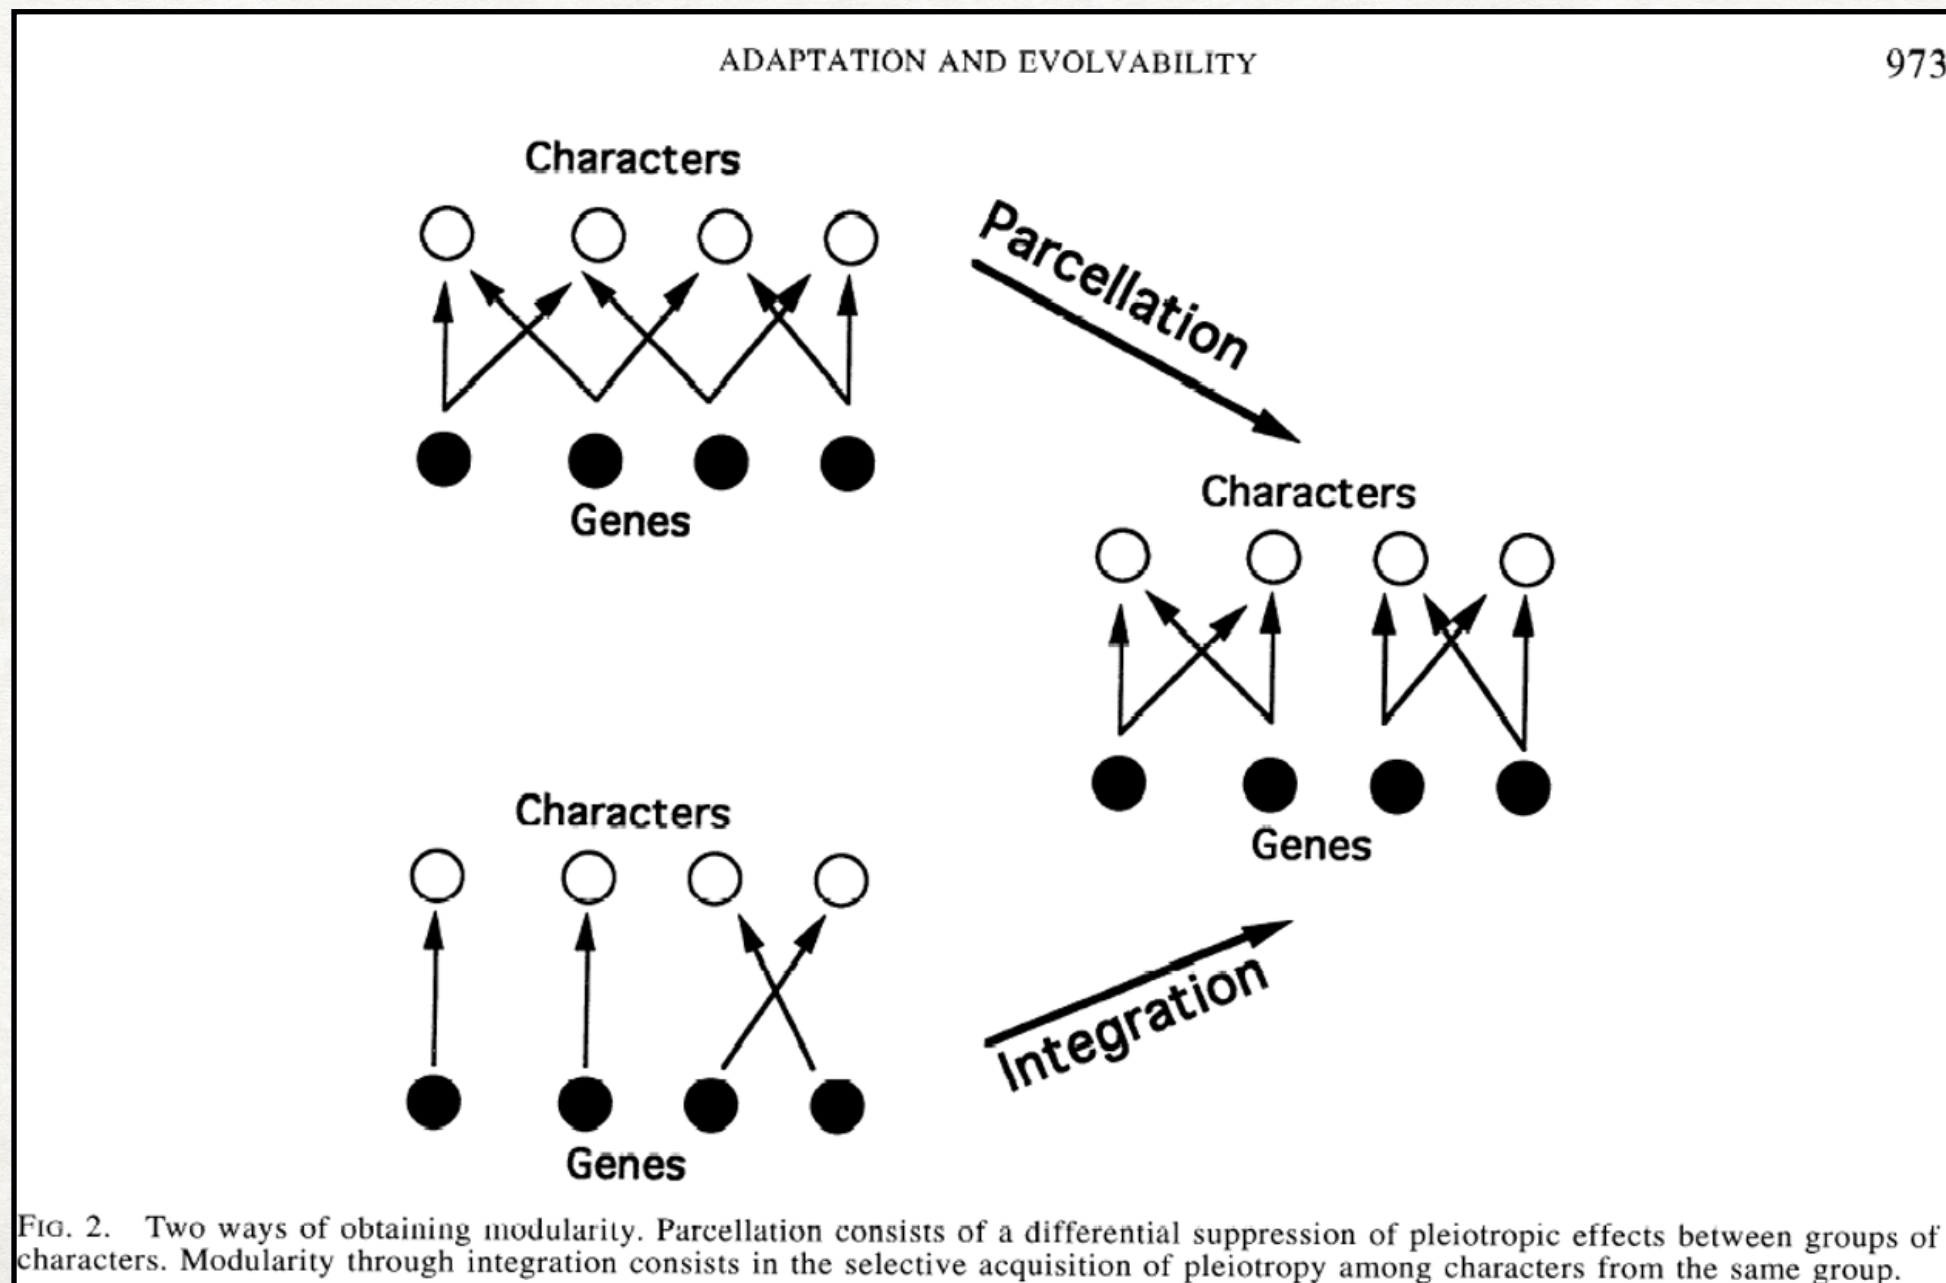 ADAPTATION AND EVOLVABILITY
973
Characters
Parcellation
Genes
Characters
Genes
Characters
Integration
Genes
FIG. 2. Two ways of obtaining modularity. Parcellation consists of a differential suppression of pleiotropic effects between groups of
characters. Modularity through integration consists in the selective acquisition of pleiotropy among characters from the same group.